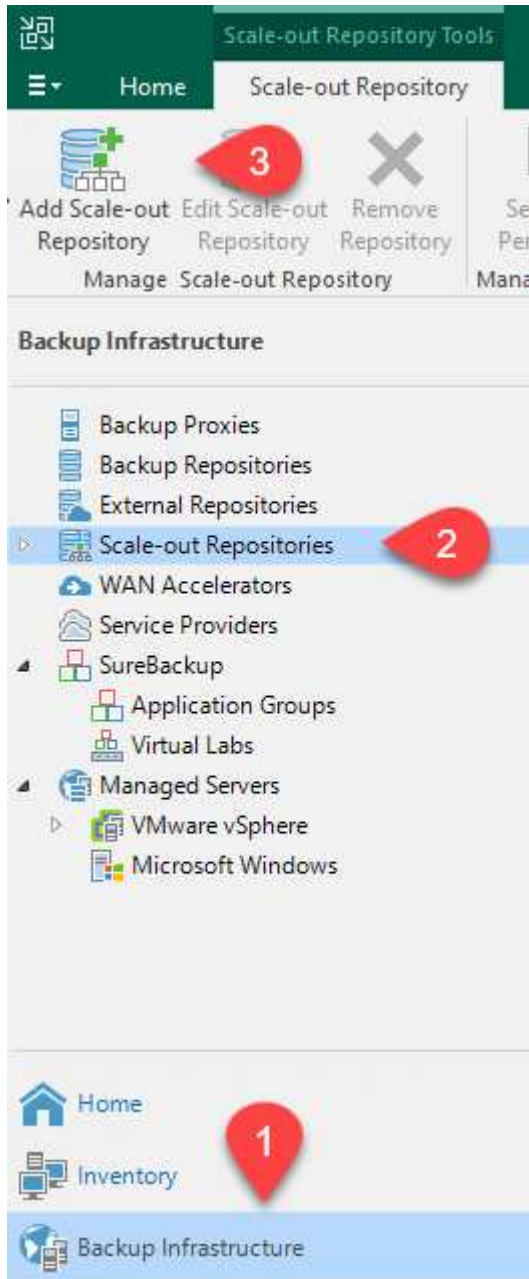 Scale-out Repository Tools
Home Scale-out Repository
3
Add Scale-out Edit Scale-out Remove
Repository Repository Repository
Manage Scale-out Repository
Backup Infrastructure
Backup Proxies
Backup Repositories
External Repositories
Scale-out Repositories 2
WAN Accelerators
Service Providers
SureBackup
Application Groups
Virtual Labs
Managed Servers
VMware vSphere
Microsoft Windows
Home
1
Inventory
Backup Infrastructure